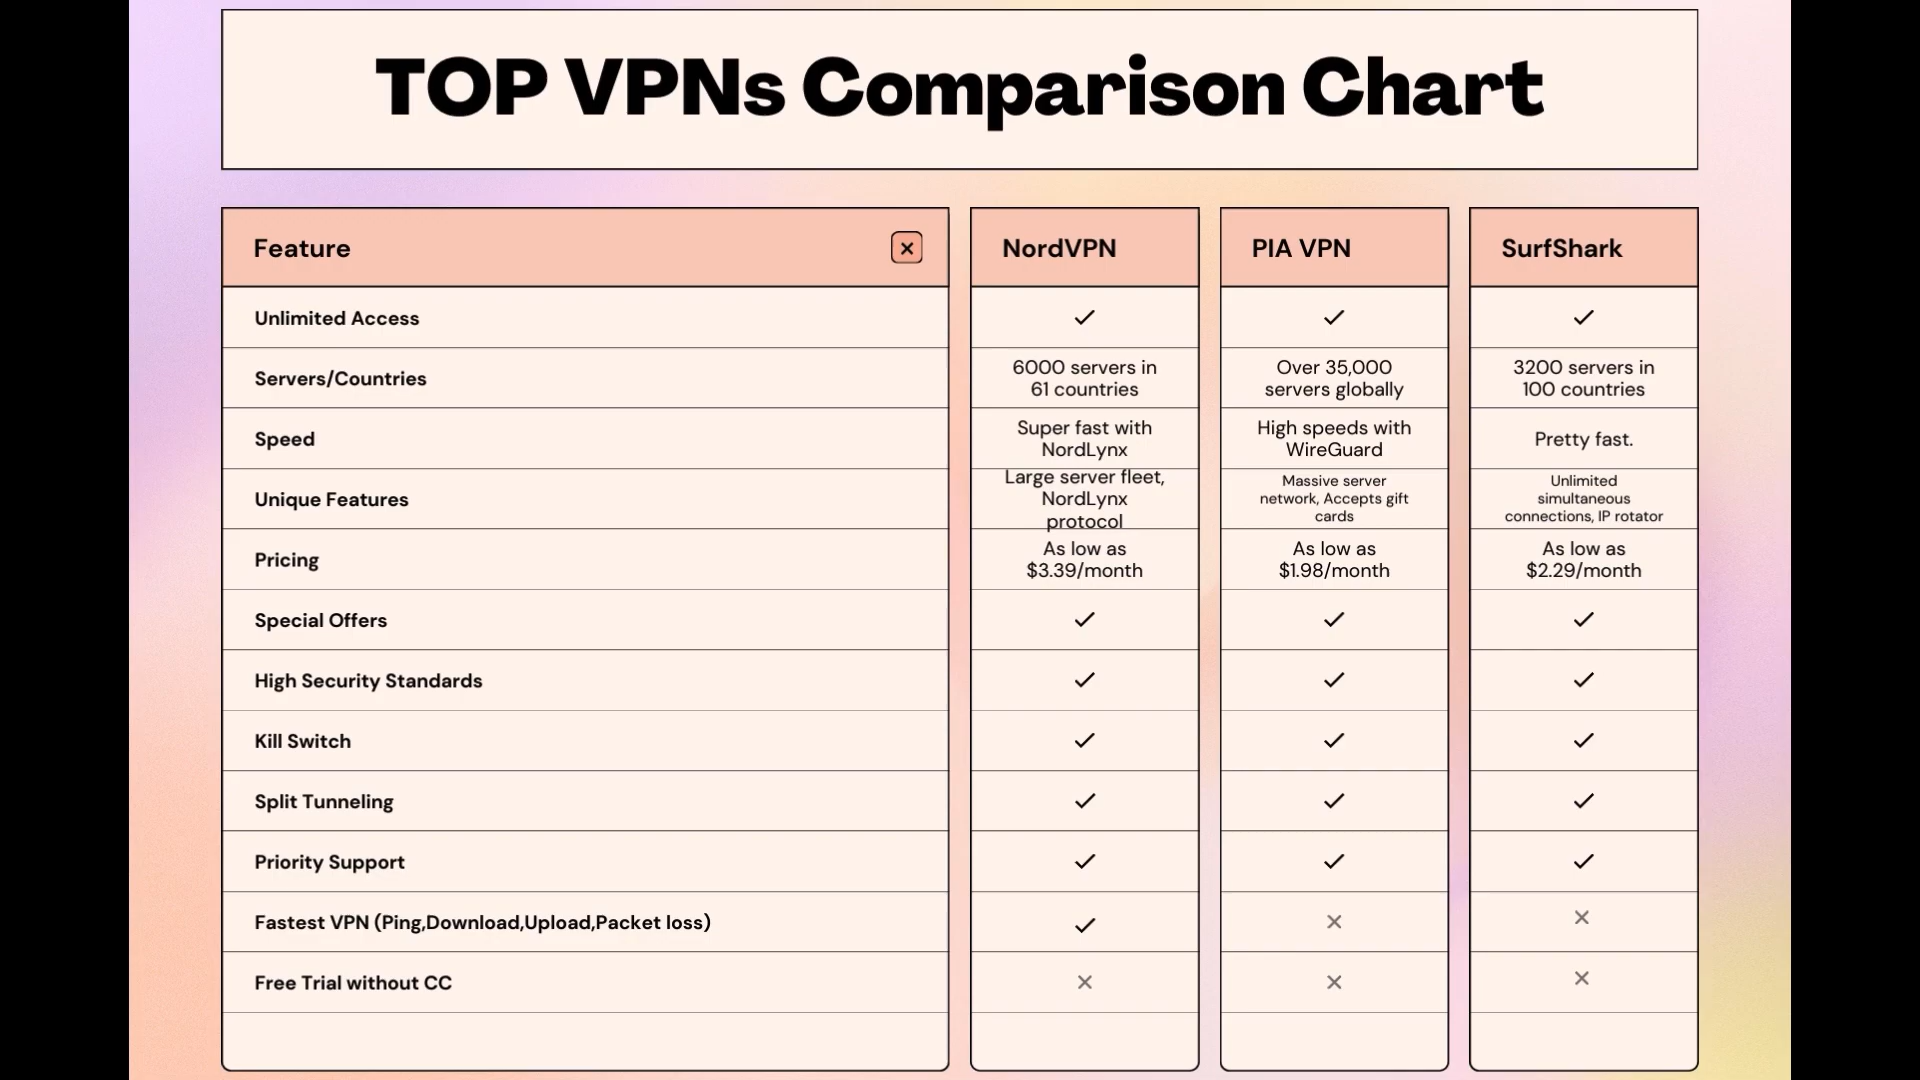 TOP VPNs Comparison Chart
Feature
NordVPN
PIA VPN
SurfShark
Unlimited Access
Servers/Countries
6000 servers in
61 countries
Over 35,000
servers globally
3200 servers in
100 countries
Speed
Super fast with
NordLynx
High speeds with
WireGuard
Pretty fast.
Unique Features
Large server fleet,
NordLynx
protocol
Massive server
network, Accepts gift
cards
Unlimited
simultaneous
connections, IP rotator
Pricing
As low as
$3.39/month
As low as
$1.98/month
As low as
$2.29/month
Special Offers
High Security Standards
Kill Switch
Split Tunneling
Priority Support
Fastest VPN (Ping,Download,Upload,Packet loss)
Free Trial without CC